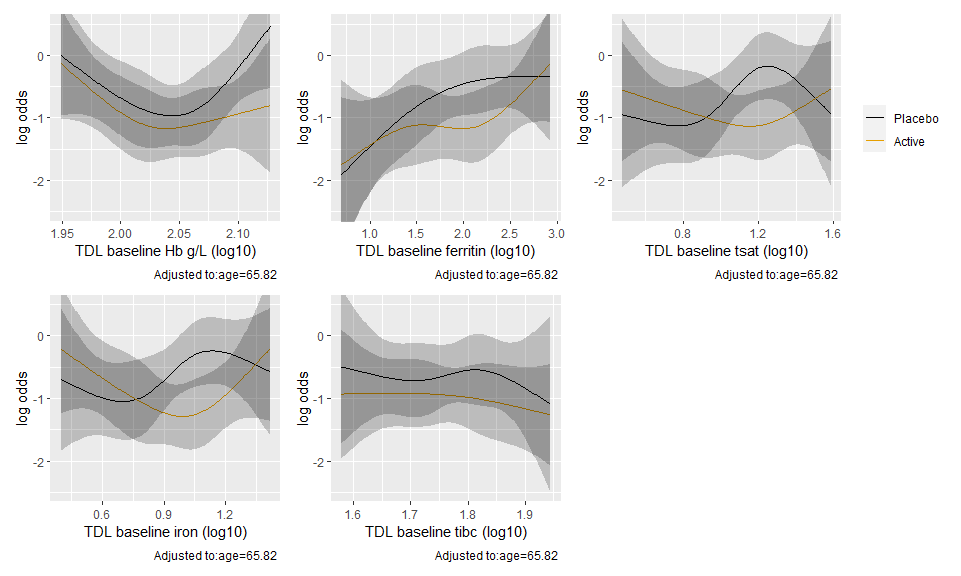 0
-1
-2
log odds
1.95 2.00 2.05 2.10
TDL baseline Hb g/L (log10)
Adjusted to:age=65.82
0
-1
-2
log odds
1.0 1.5 2.0 2.5 3.0
TDL baseline ferritin (log10)
Adjusted to:age=65.82
0
-1
-2
log odds
0.8 1.2 1.6
TDL baseline tsat (log10)
Adjusted to:age=65.82
Placebo
Active
0
-1
-2
log odds
0.6 0.9 1.2
TDL baseline iron (log10)
Adjusted to:age=65.82
0
-1
-2
log odds
1.6 1.7 1.8 1.9
TDL baseline tibc (log10)
Adjusted to:age=65.82